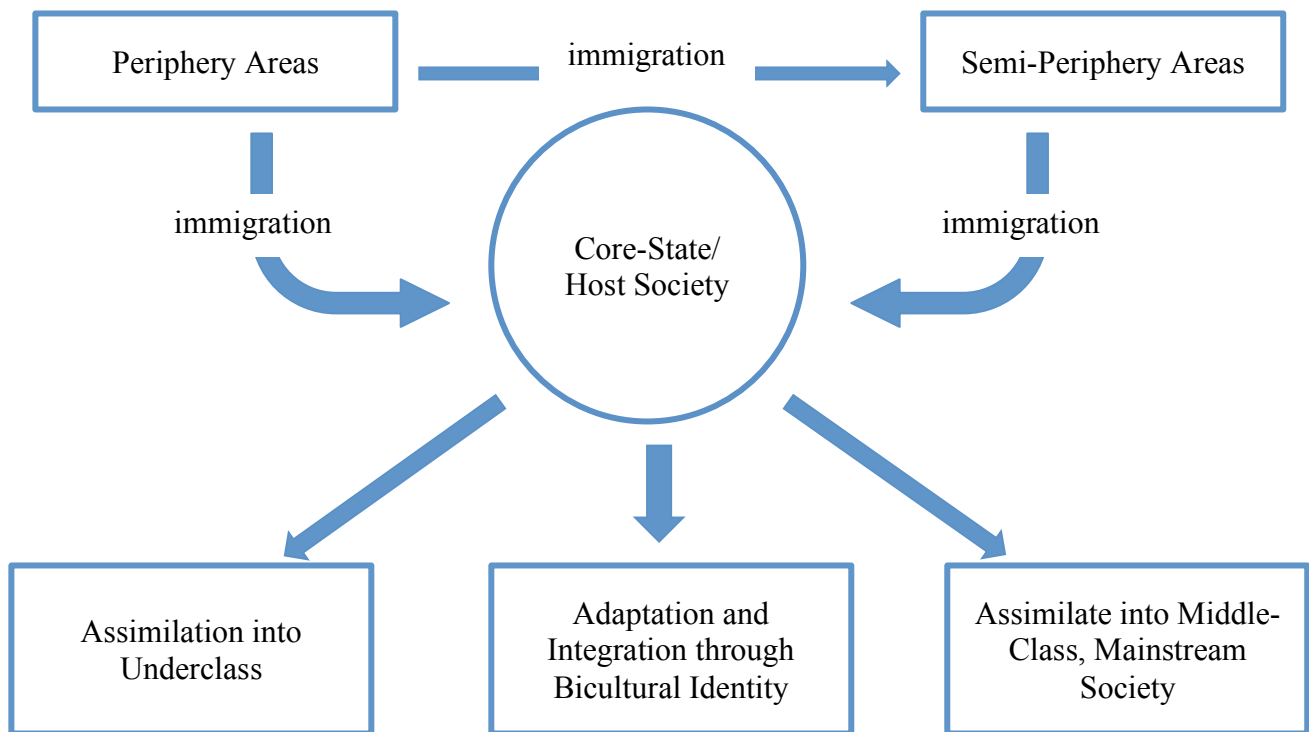 Periphery Areas
immigration
Semi-Periphery Areas
immigration
immigration
Core-State/
Host Society
Assimilation into
Underclass
Adaptation and
Integration through
Bicultural Identity
Assimilate into Middle-
Class, Mainstream
Society